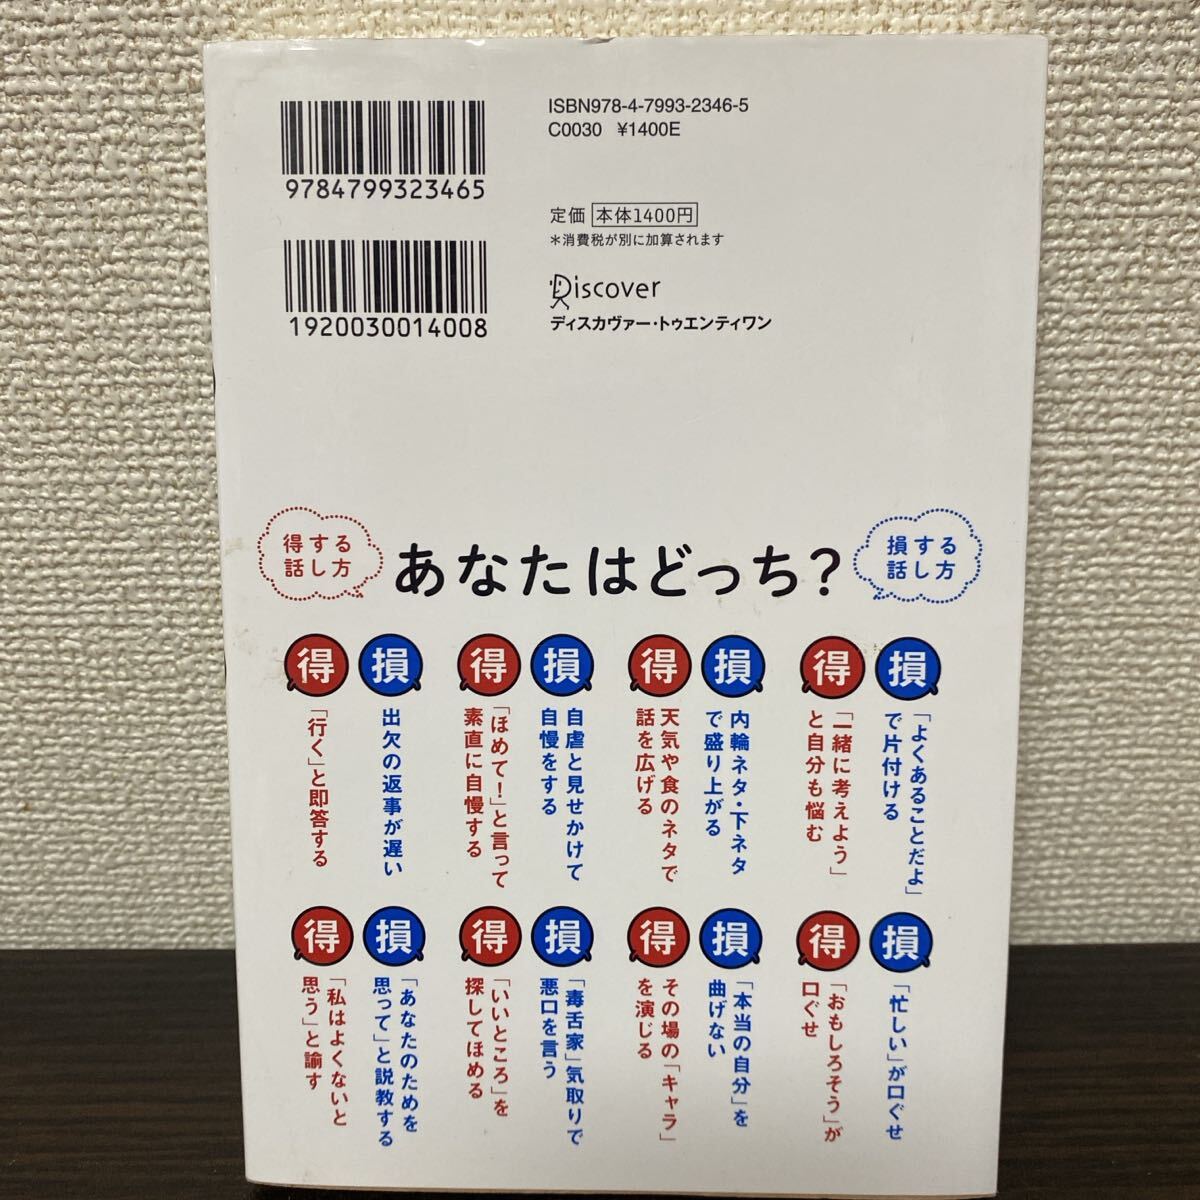 ISBN978-4-7993-2346-5
C0030 ¥1400E
9784799323465
定価 本体1400円
＊消費税が別に加算されます
1920030014008
Discover
ディスカヴァー・トゥエンティワン
得する
話し方
あなたはどっち？
損する
話し方
損
「よくあることだよ」
で片付ける
得
「一緒に考えよう」
と自分も悩む
損
内輪ネタ・下ネタ
で盛り上がる
得
天気や食のネタで
話を広げる
損
自虐と見せかけて
自慢をする
得
「ほめて！」と言って
素直に自慢する
損
出欠の返事が遅い
得
「行く」と即答する
損
「忙しい」が口ぐせ
得
「おもしろそう」が
口ぐせ
損
「本当の自分」を
曲げない
得
その場の「キャラ」
を演じる
損
「毒舌家」気取りで
悪口を言う
得
「いいところ」を
探してほめる
損
「あなたのためを
思って」と説教する
得
「私はよくないと
思う」と諭す